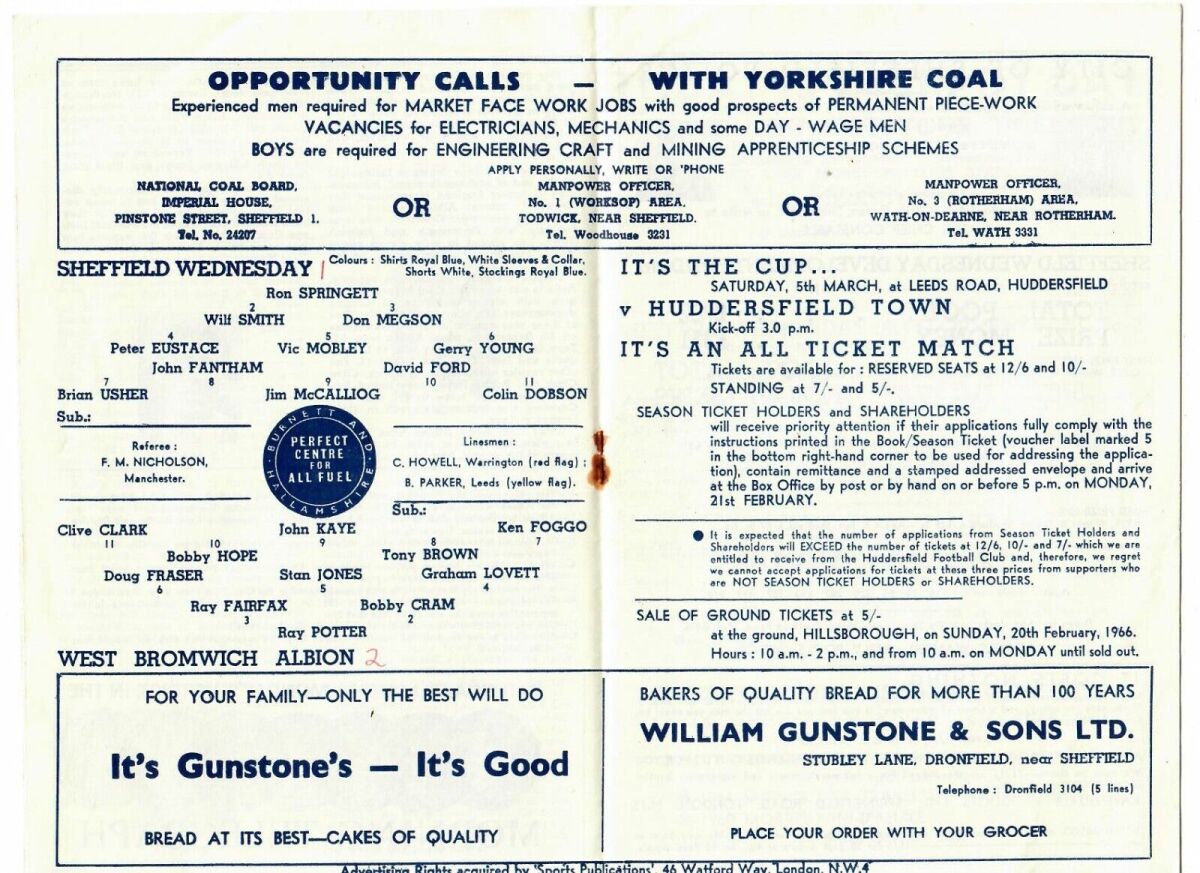 OPPORTUNITY CALLS — WITH YORKSHIRE COAL
Experienced men required for MARKET FACE WORK JOBS with good prospects of PERMANENT PIECE-WORK
VACANCIES for ELECTRICIANS, MECHANICS and some DAY - WAGE MEN
BOYS are required for ENGINEERING CRAFT and MINING APPRENTICESHIP SCHEMES
APPLY PERSONALLY, WRITE OR 'PHONE
NATIONAL COAL BOARD,
IMPERIAL HOUSE,
PINSTONE STREET, SHEFFIELD 1.
Tel. No. 24207
OR
MANPOWER OFFICER,
No. 1 (WORKSOP) AREA,
TODWICK, NEAR SHEFFIELD.
Tel. Woodhouse 3231
OR
MANPOWER OFFICER,
No. 3 (ROTHERHAM) AREA,
WATH-ON-DEARNE, NEAR ROTHERHAM.
Tel. WATH 3331
SHEFFIELD WEDNESDAY 1
Colours : Shirts Royal Blue, White Sleeves & Collar,
Shorts White, Stockings Royal Blue.
Ron SPRINGETT
2 3
Wilf SMITH Don MEGSON
4 5 6
Peter EUSTACE Vic MOBLEY Gerry YOUNG
John FANTHAM David FORD
7 8 9 10 11
Brian USHER Jim McCALLIOG Colin DOBSON
Sub.:
Referee :
F. M. NICHOLSON,
Manchester.
BURNETT AND HALLAMSHIRE
PERFECT
CENTRE
FOR
ALL FUEL
Linesmen :
C. HOWELL, Warrington (red flag) ;
B. PARKER, Leeds (yellow flag).
Sub.:
Clive CLARK John KAYE Ken FOGGO
11 10 9 8 7
Bobby HOPE Tony BROWN
Doug FRASER Stan JONES Graham LOVETT
6 5 4
Ray FAIRFAX Bobby CRAM
3 2
Ray POTTER
WEST BROMWICH ALBION 2
IT'S THE CUP...
SATURDAY, 5th MARCH, at LEEDS ROAD, HUDDERSFIELD
v HUDDERSFIELD TOWN
Kick-off 3.0 p.m.
IT'S AN ALL TICKET MATCH
Tickets are available for : RESERVED SEATS at 12/6 and 10/-
STANDING at 7/- and 5/-.
SEASON TICKET HOLDERS and SHAREHOLDERS
will receive priority attention if their applications fully comply with the
instructions printed in the Book/Season Ticket (voucher label marked 5
in the bottom right-hand corner to be used for addressing the applica-
tion), contain remittance and a stamped addressed envelope and arrive
at the Box Office by post or by hand on or before 5 p.m. on MONDAY,
21st FEBRUARY.
● It is expected that the number of applications from Season Ticket Holders and
Shareholders will EXCEED the number of tickets at 12/6, 10/- and 7/- which we are
entitled to receive from the Huddersfield Football Club and, therefore, we regret
we cannot accept applications for tickets at these three prices from supporters who
are NOT SEASON TICKET HOLDERS or SHAREHOLDERS.
SALE OF GROUND TICKETS at 5/-
at the ground, HILLSBOROUGH, on SUNDAY, 20th February, 1966.
Hours : 10 a.m. - 2 p.m., and from 10 a.m. on MONDAY until sold out.
FOR YOUR FAMILY—ONLY THE BEST WILL DO
It's Gunstone's — It's Good
BREAD AT ITS BEST—CAKES OF QUALITY
BAKERS OF QUALITY BREAD FOR MORE THAN 100 YEARS
WILLIAM GUNSTONE & SONS LTD.
STUBLEY LANE, DRONFIELD, near SHEFFIELD
Telephone : Dronfield 3104 (5 lines)
PLACE YOUR ORDER WITH YOUR GROCER
Advertising Rights acquired by 'Sports Publications', 46 Watford Way, London, N.W.4